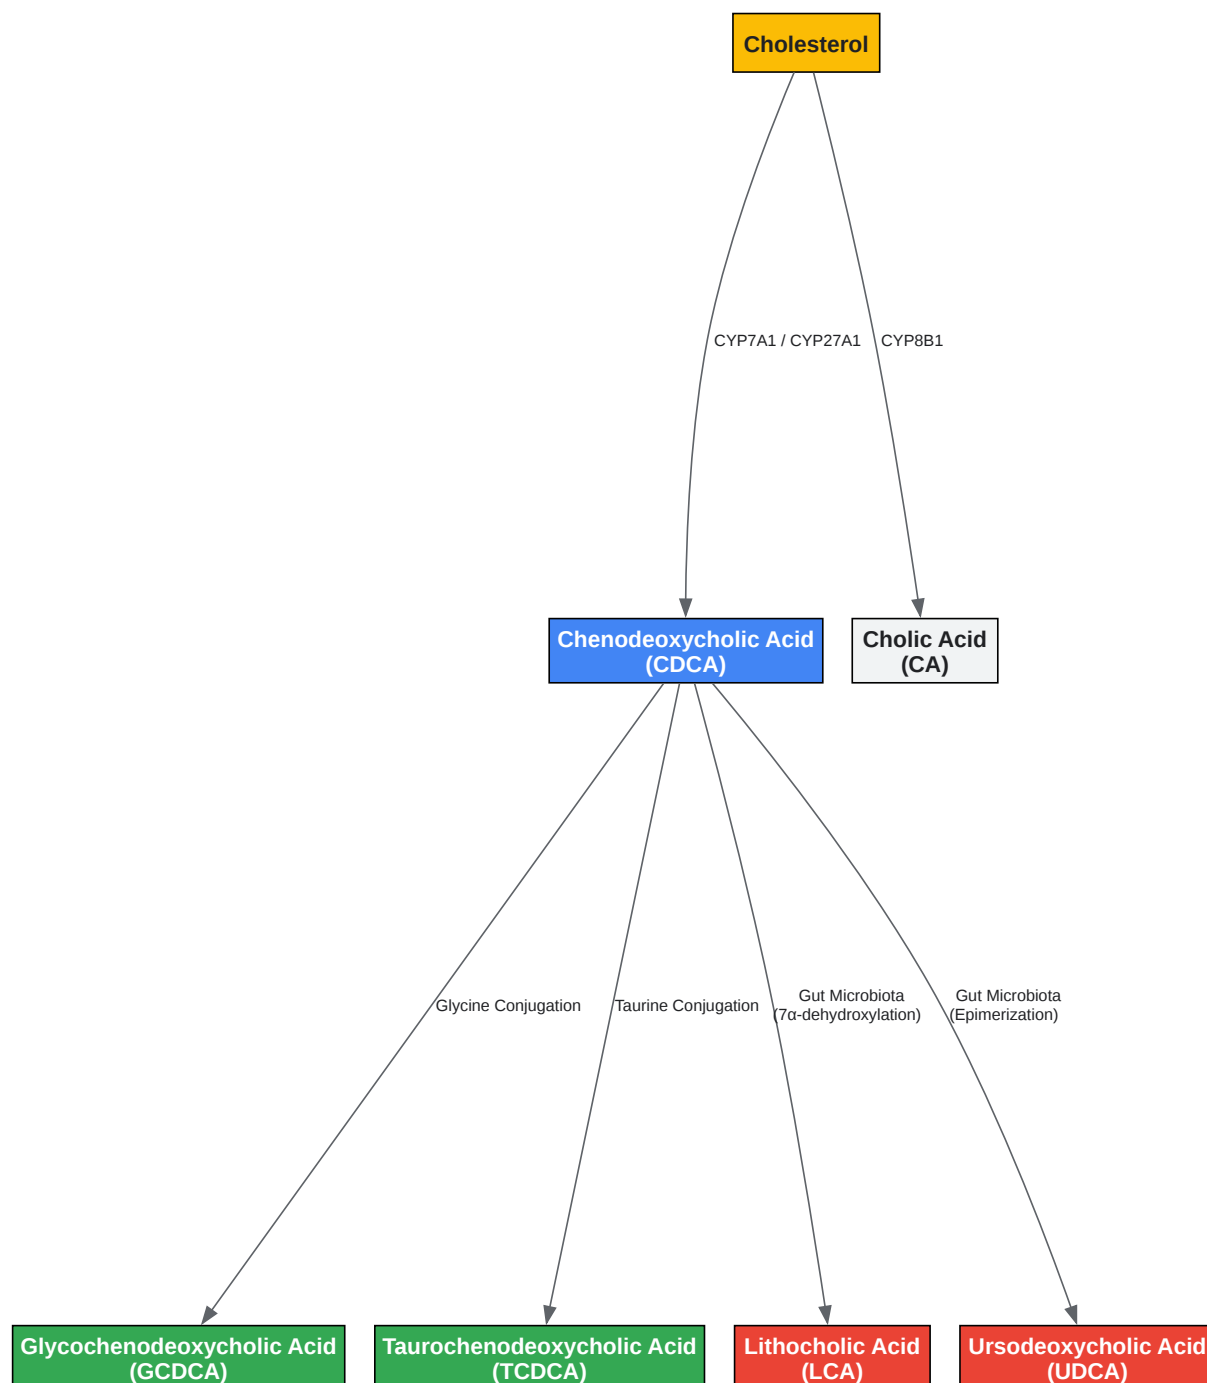 Cholesterol
CYP7A1 / CYP27A1
CYP8B1
Chenodeoxycholic Acid
(CDCA)
Cholic Acid
(CA)
Glycine Conjugation
Taurine Conjugation
Gut Microbiota
(7α-dehydroxylation)
Gut Microbiota
(Epimerization)
Glycochenodeoxycholic Acid
(GCDCA)
Taurochenodeoxycholic Acid
(TCDCA)
Lithocholic Acid
(LCA)
Ursodeoxycholic Acid
(UDCA)